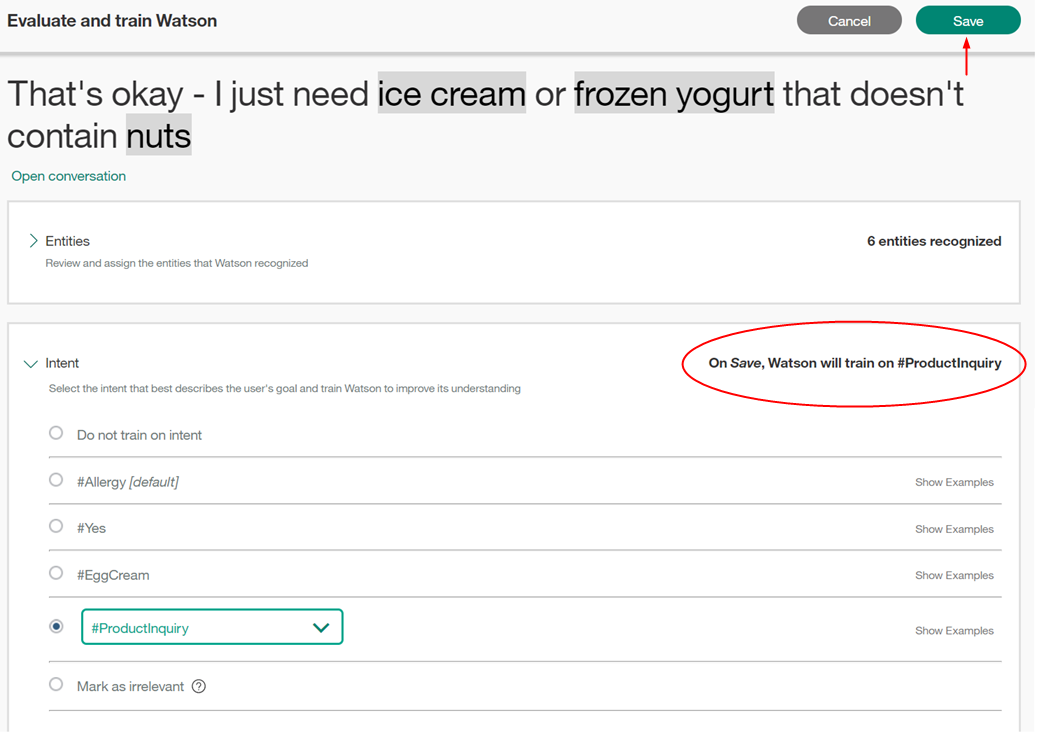 Evaluate and train Watson
Cancel
Save
That's okay - I just need ice cream or frozen yogurt that doesn't
contain nuts
Open conversation
Entities
6 entities recognized
Review and assign the entities that Watson recognized
Intent
On Save, Watson will train on #ProductInquiry
Select the intent that best describes the user's goal and train Watson to improve its understanding
Do not train on intent
#Allergy [default]
Show Examples
#Yes
Show Examples
#EggCream
Show Examples
#ProductInquiry
Show Examples
Mark as irrelevant ?